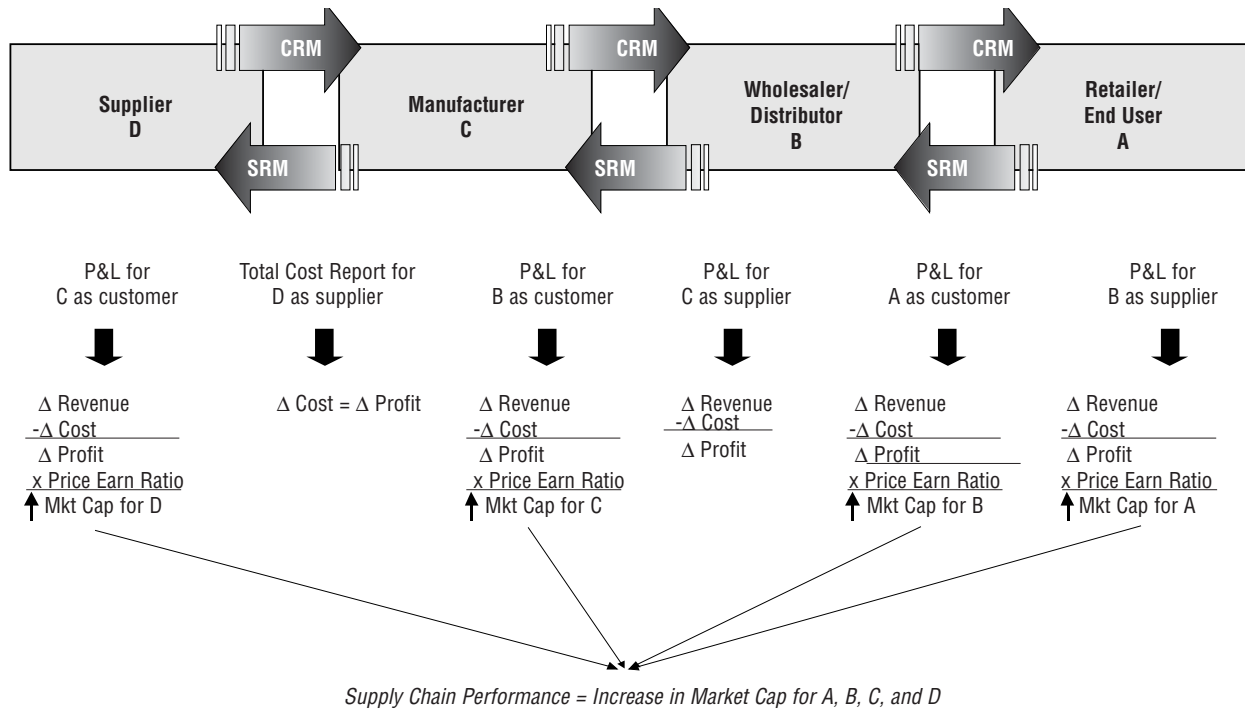 CRM
CRM
CRM
Supplier
D
Manufacturer
C
Wholesaler/
Distributor
B
Retailer/
End User
A
SRM
SRM
SRM
P&L for
C as customer
Total Cost Report for
D as supplier
P&L for
B as customer
P&L for
C as supplier
P&L for
A as customer
P&L for
B as supplier
Δ Revenue
-Δ Cost
Δ Profit
x Price Earn Ratio
Mkt Cap for D
Δ Cost = Δ Profit
Δ Revenue
-Δ Cost
Δ Profit
x Price Earn Ratio
Mkt Cap for C
Δ Revenue
-Δ Cost
Δ Profit
Δ Revenue
-Δ Cost
Δ Profit
x Price Earn Ratio
Mkt Cap for B
Δ Revenue
-Δ Cost
Δ Profit
x Price Earn Ratio
Mkt Cap for A
Supply Chain Performance = Increase in Market Cap for A, B, C, and D